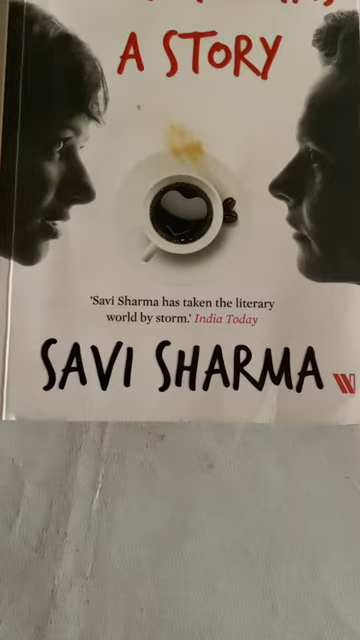 A STORY
'Savi Sharma has taken the literary
world by storm.' India Today
SAVI SHARMA
W